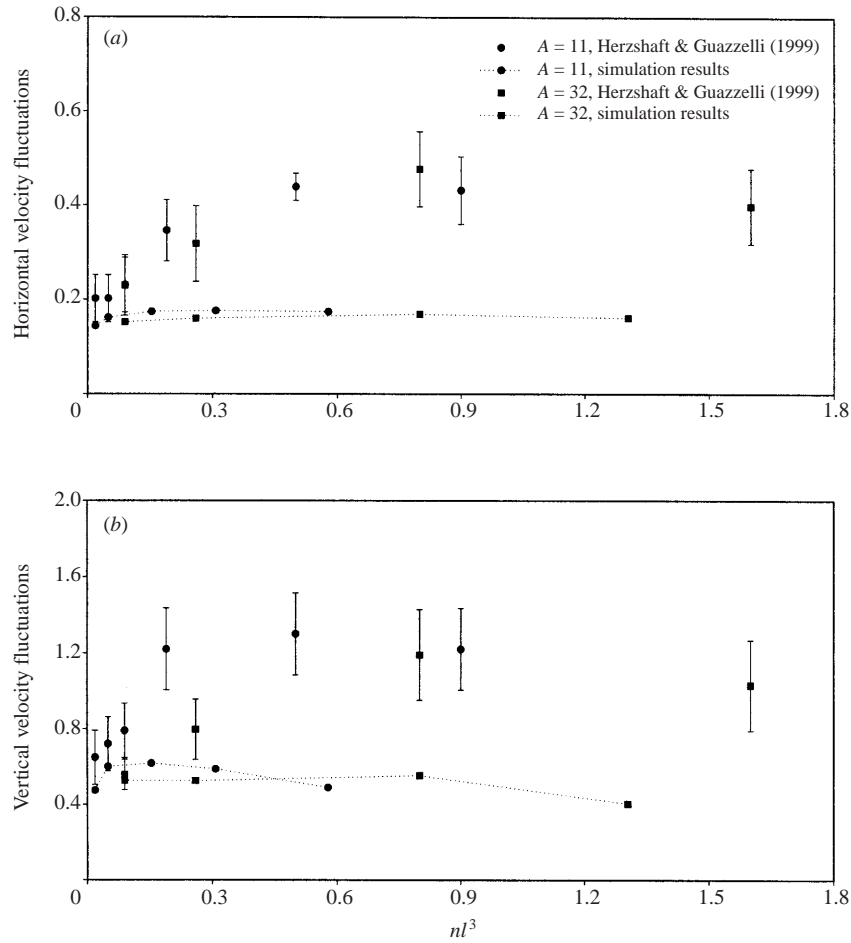 (a)
A = 11, Herzshaft & Guazzelli (1999)
A = 11, simulation results
A = 32, Herzshaft & Guazzelli (1999)
A = 32, simulation results
Horizontal velocity fluctuations
0.8
0.6
0.4
0.2
0 0.3 0.6 0.9 1.2 1.5 1.8
(b)
Vertical velocity fluctuations
2.0
1.6
1.2
0.8
0.4
0 0.3 0.6 0.9 1.2 1.5 1.8
nl³